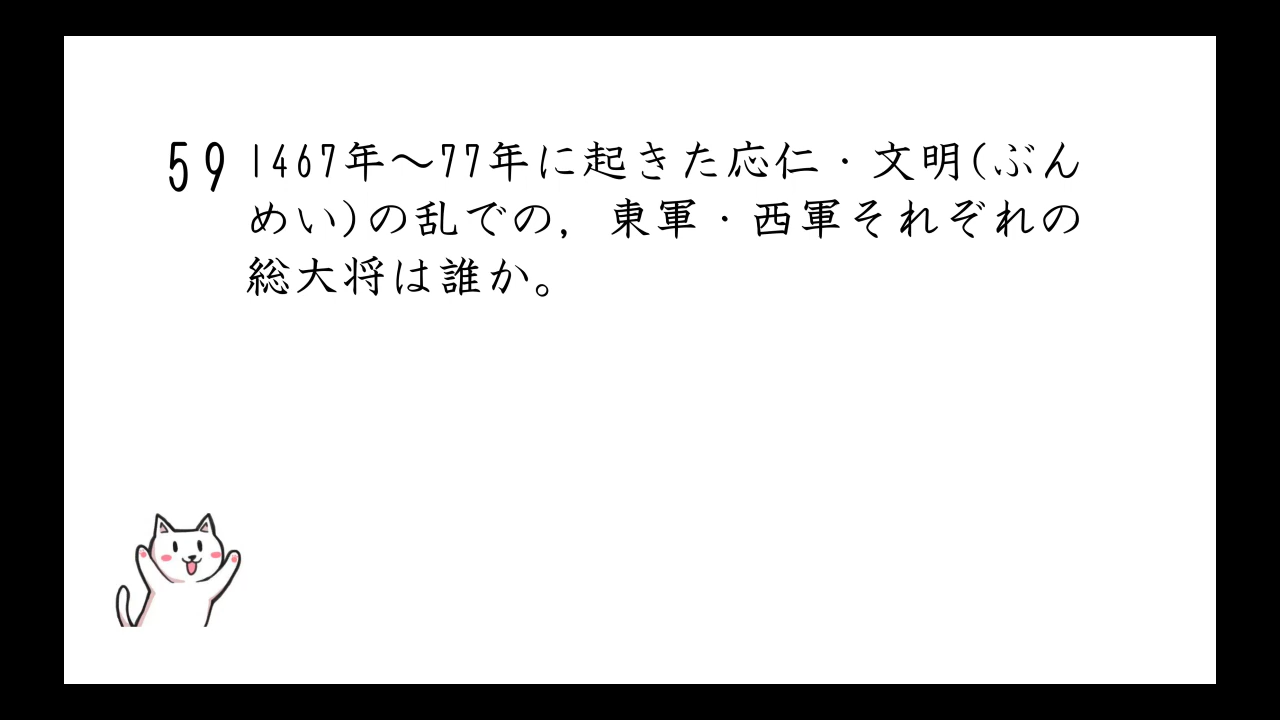 59 1467年～77年に起きた応仁・文明(ぶん
めい)の乱での，東軍・西軍それぞれの
総大将は誰か。